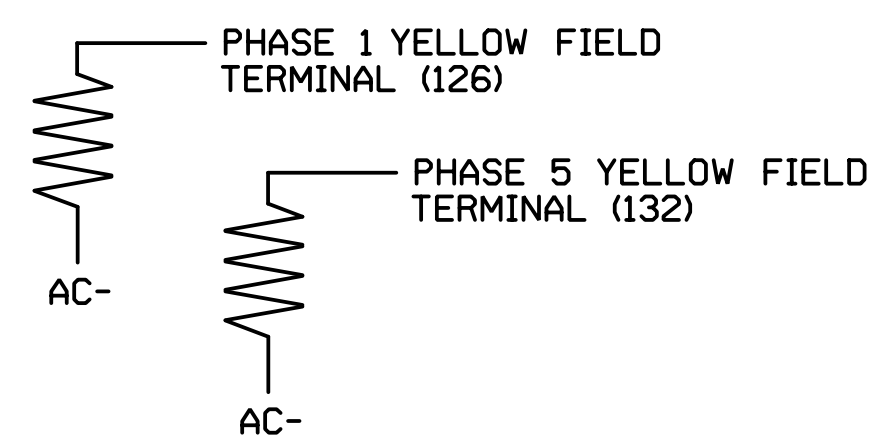 PHASE 1 YELLOW FIELD
TERMINAL (126)
AC-
PHASE 5 YELLOW FIELD
TERMINAL (132)
AC-